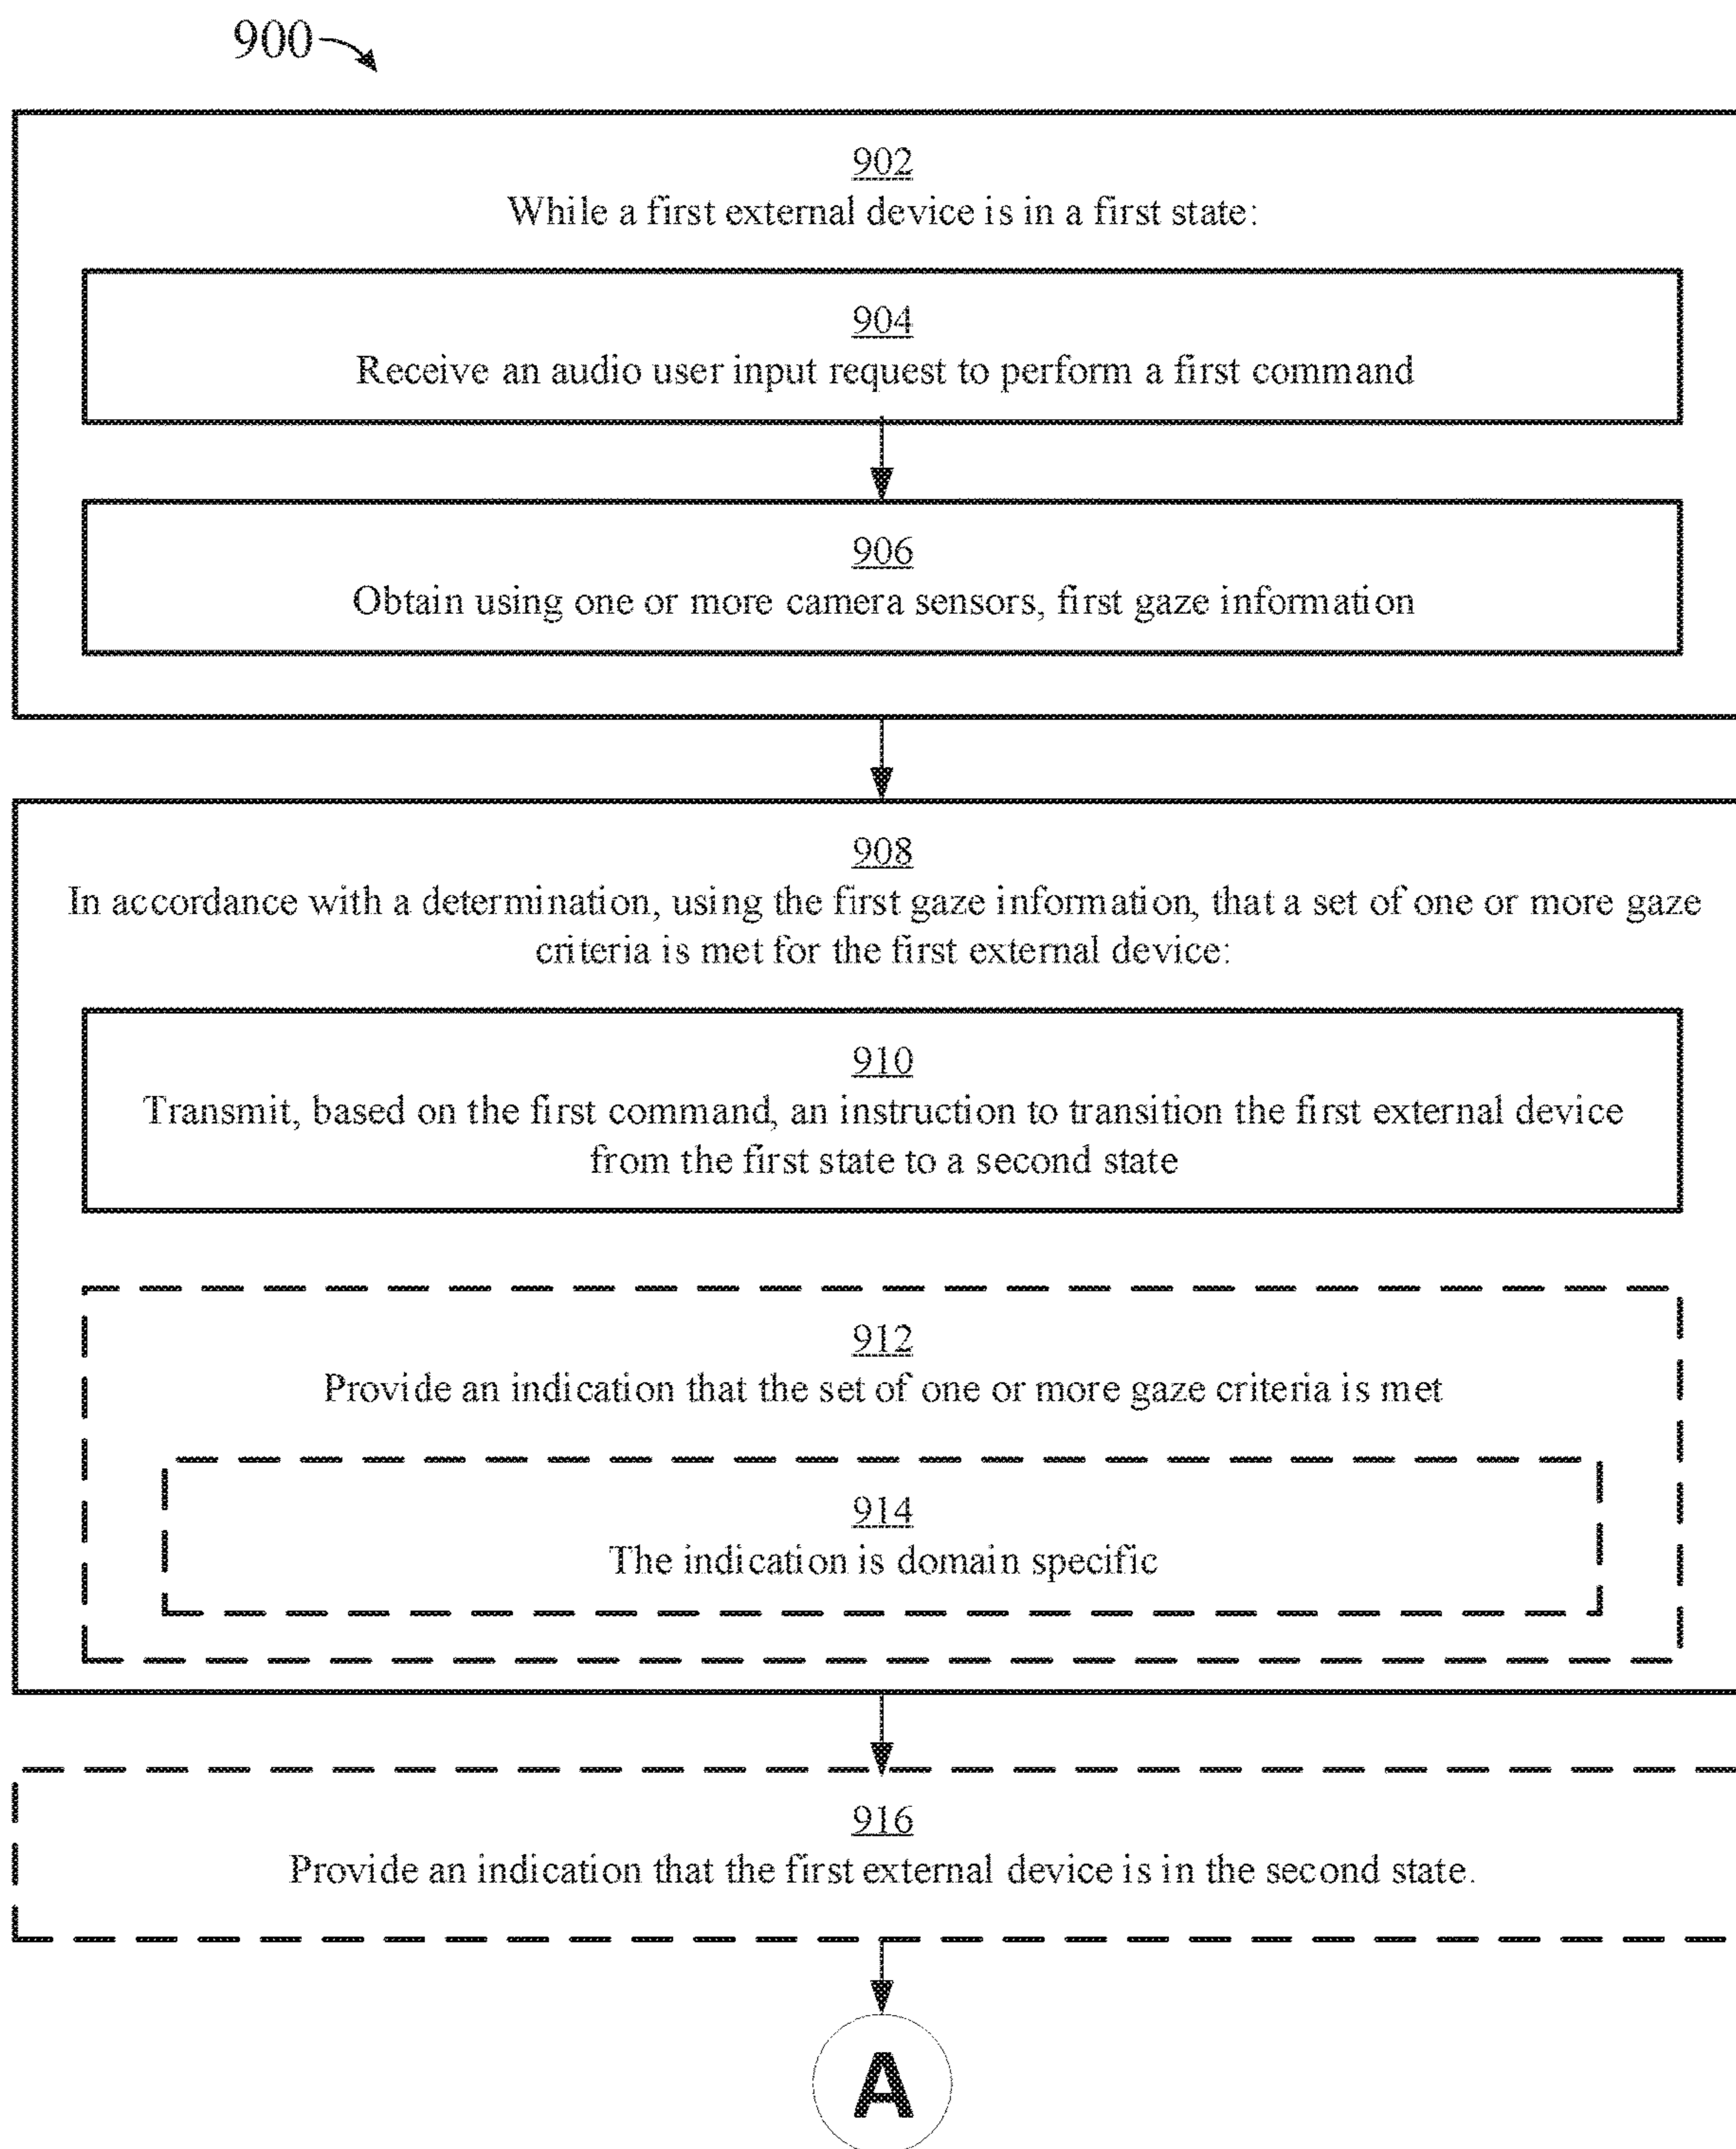 900
902
While a first external device is in a first state:
904
Receive an audio user input request to perform a first command
906
Obtain using one or more camera sensors, first gaze information
908
In accordance with a determination, using the first gaze information, that a set of one or more gaze
criteria is met for the first external device:
910
Transmit, based on the first command, an instruction to transition the first external device
from the first state to a second state
912
Provide an indication that the set of one or more gaze criteria is met
914
The indication is domain specific
916
Provide an indication that the first external device is in the second state.
A